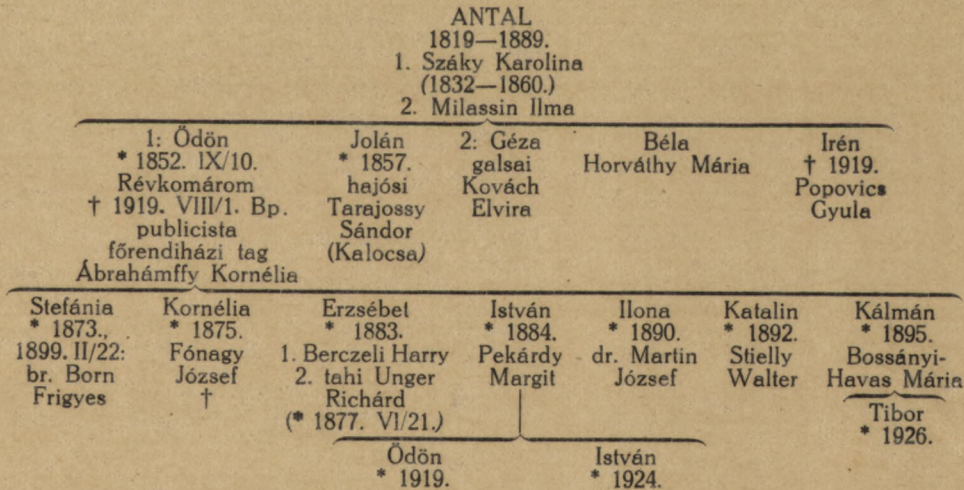 ANTAL
1819—1889.
1. Száky Karolina
(1832—1860.)
2. Milassin Ilma
1: Ödön
* 1852. IX/10.
Révkomárom
† 1919. VIII/1. Bp.
publicista
főrendiházi tag
Ábrahámffy Kornélia
Jolán
* 1857.
hajósi
Tarajossy
Sándor
(Kalocsa)
2: Géza
galsai
Kovách
Elvira
Béla
Horváthy Mária
Irén
† 1919.
Popovics
Gyula
Stefánia
* 1873.,
1899. II/22:
br. Born
Frigyes
Kornélia
* 1875.
Fónagy
József
†
Erzsébet
* 1883.
1. Berczeli Harry
2. tahi Unger
Richárd
(* 1877. VI/21.)
István
* 1884.
Pekárdy
Margit
Ilona
* 1890.
dr. Martin
József
Katalin
* 1892.
Stielly
Walter
Kálmán
* 1895.
Bossányi-
Havas Mária
Tibor
* 1926.
Ödön
* 1919.
István
* 1924.